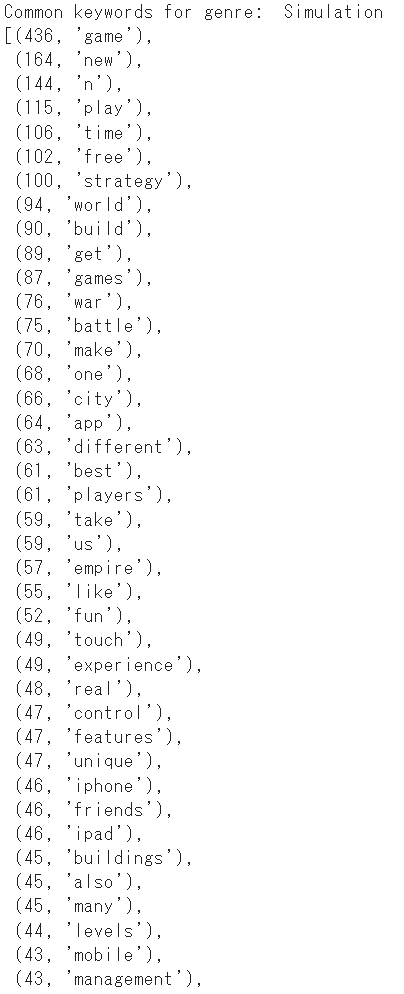 Common keywords for genre:  Simulation
[(436, 'game'),
 (164, 'new'),
 (144, 'n'),
 (115, 'play'),
 (106, 'time'),
 (102, 'free'),
 (100, 'strategy'),
 (94, 'world'),
 (90, 'build'),
 (89, 'get'),
 (87, 'games'),
 (76, 'war'),
 (75, 'battle'),
 (70, 'make'),
 (68, 'one'),
 (66, 'city'),
 (64, 'app'),
 (63, 'different'),
 (61, 'best'),
 (61, 'players'),
 (59, 'take'),
 (59, 'us'),
 (57, 'empire'),
 (55, 'like'),
 (52, 'fun'),
 (49, 'touch'),
 (49, 'experience'),
 (48, 'real'),
 (47, 'control'),
 (47, 'features'),
 (47, 'unique'),
 (46, 'iphone'),
 (46, 'friends'),
 (46, 'ipad'),
 (45, 'buildings'),
 (45, 'also'),
 (45, 'many'),
 (44, 'levels'),
 (43, 'mobile'),
 (43, 'management'),